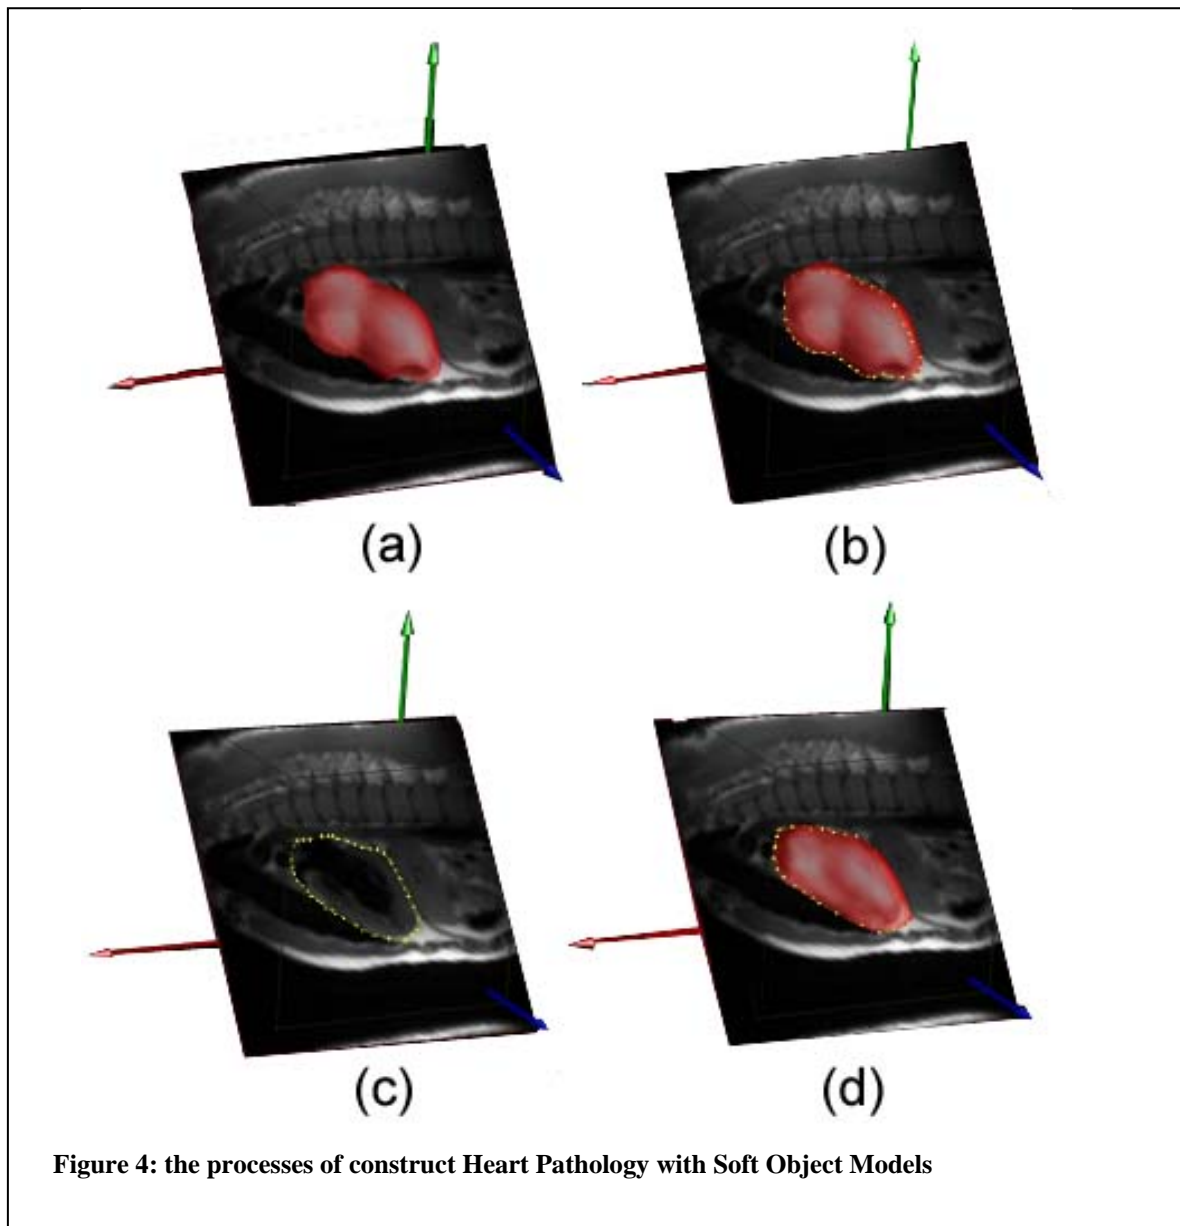 (a)
(b)
(c)
(d)
Figure 4: the processes of construct Heart Pathology with Soft Object Models